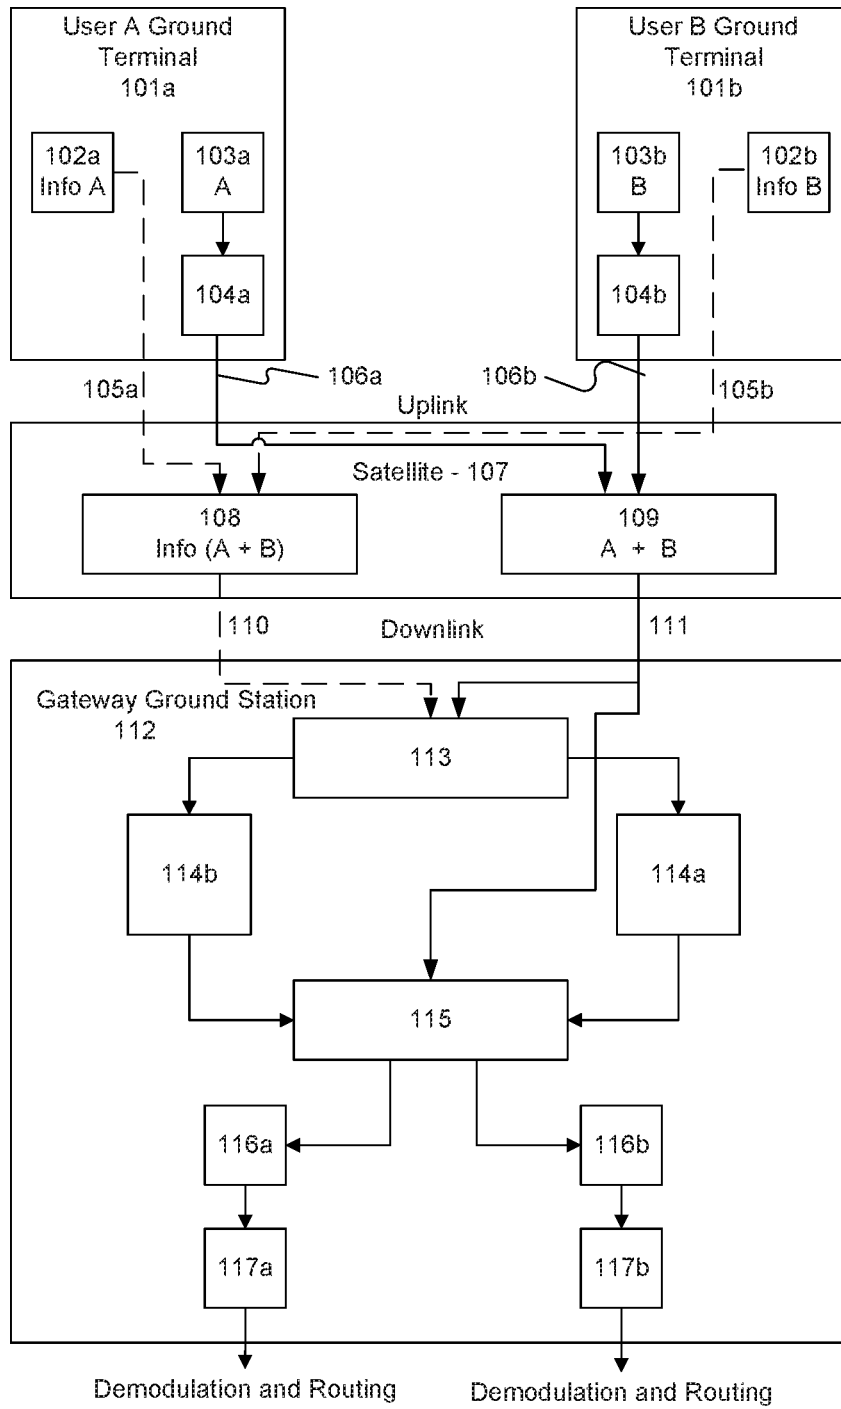 User A Ground
Terminal
101a
User B Ground
Terminal
101b
102a
Info A
103a
A
103b
B
102b
Info B
104a
104b
105a
106a
106b
105b
Uplink
Satellite - 107
108
Info (A + B)
109
A + B
110
Downlink
111
Gateway Ground Station
112
113
114b
114a
115
116a
116b
117a
117b
Demodulation and Routing
Demodulation and Routing